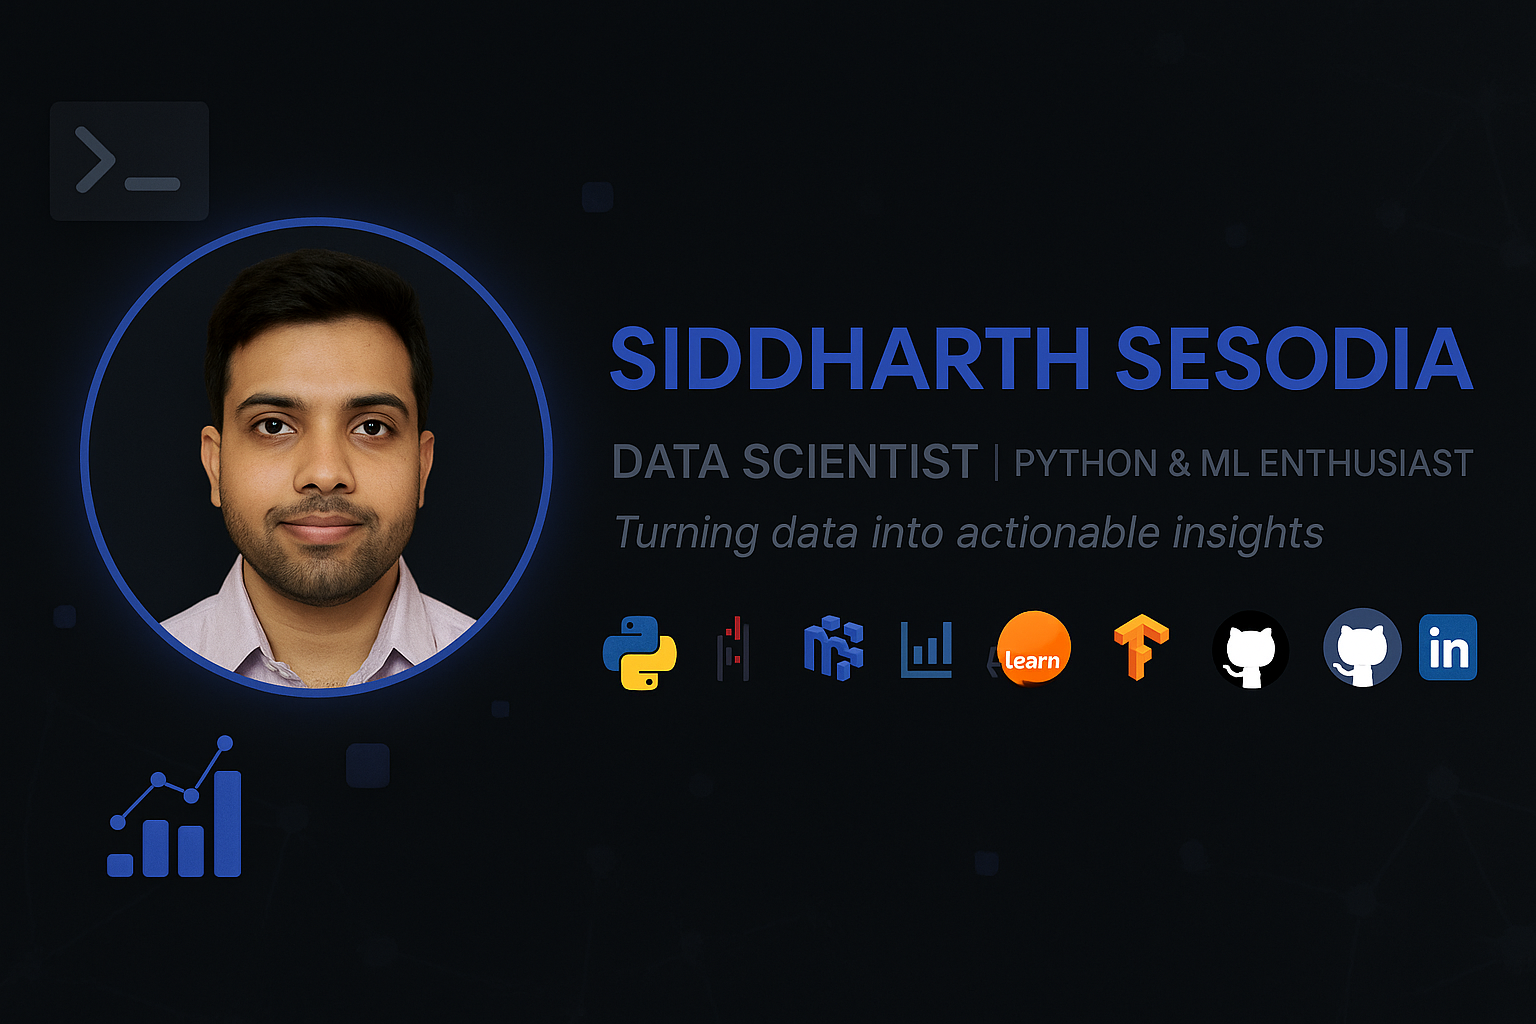 SIDDHARTH SESODIA
DATA SCIENTIST | PYTHON & ML ENTHUSIAST
Turning data into actionable insights
learn
in